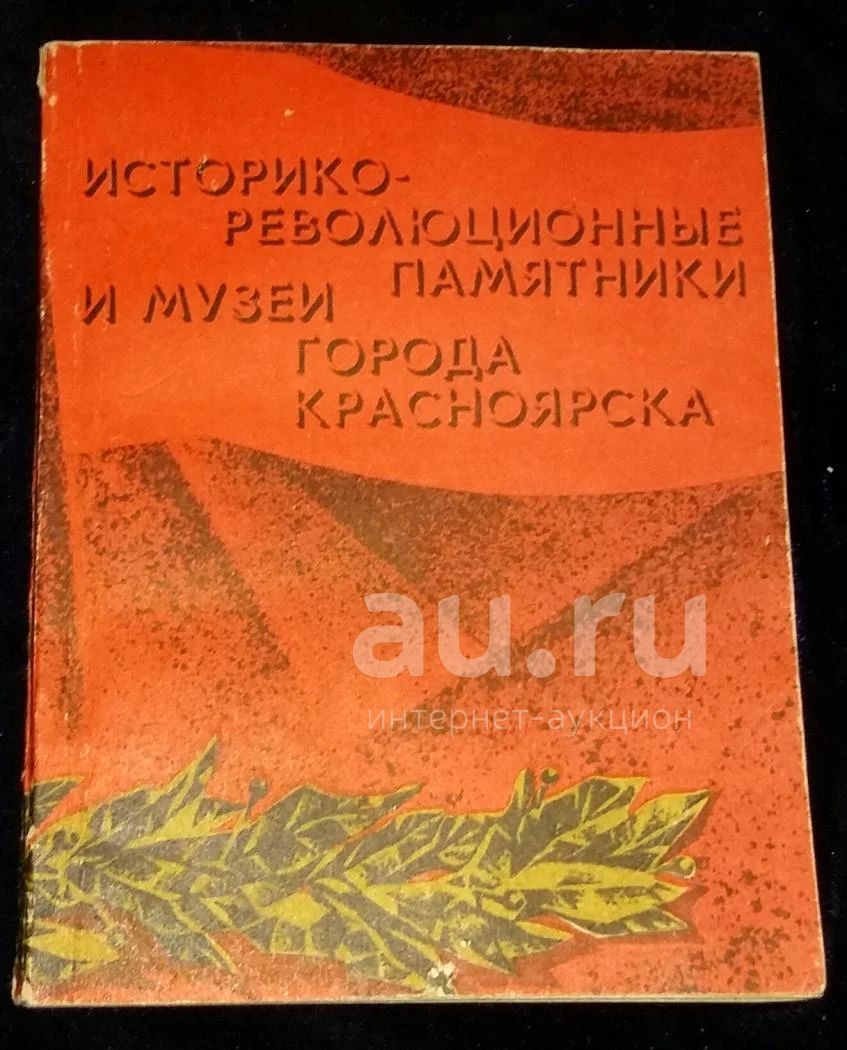 ИСТОРИКО-
РЕВОЛЮЦИОННЫЕ
ПАМЯТНИКИ
И МУЗЕИ
ГОРОДА
КРАСНОЯРСКА
au.ru
интернет-аукцион